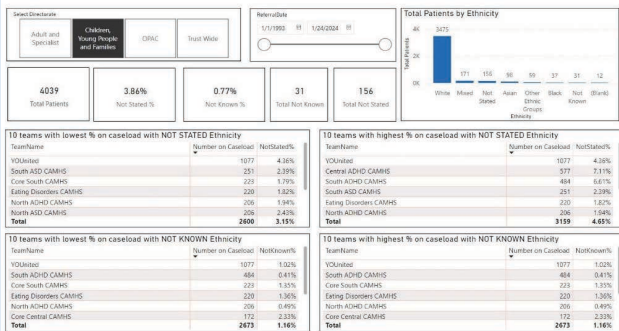 Select Directorate
Adult and Specialist
Children, Young People and Families
OPAC
Trust Wide
ReferralDate
1/1/1993 1/24/2024
Total Patients by Ethnicity
Total Patients
4K
2K
0K
3475 171 156 98 59 37 31 12
White Mixed Not Stated Asian Other Ethnic Groups Black Not Known (Blank)
Ethnicity
4039
Total Patients
3.86%
Not Stated %
0.77%
Not Known %
31
Total Not Known
156
Total Not Stated
10 teams with lowest % on caseload with NOT STATED Ethnicity
TeamName Number on Caseload NotStated%
YOUnited 1077 4.36%
South ASD CAMHS 251 2.39%
Core South CAMHS 223 1.79%
Eating Disorders CAMHS 220 1.82%
North ADHD CAMHS 206 1.94%
North ASD CAMHS 206 2.43%
Total 2600 3.15%
10 teams with highest % on caseload with NOT STATED Ethnicity
TeamName Number on Caseload NotStated%
YOUnited 1077 4.36%
Central ADHD CAMHS 577 7.11%
South ADHD CAMHS 484 6.61%
South ASD CAMHS 251 2.39%
Eating Disorders CAMHS 220 1.82%
North ADHD CAMHS 206 1.94%
Total 3159 4.65%
10 teams with lowest % on caseload with NOT KNOWN Ethnicity
TeamName Number on Caseload NotKnown%
YOUnited 1077 1.02%
South ADHD CAMHS 484 0.41%
Core South CAMHS 223 1.35%
Eating Disorders CAMHS 220 1.36%
North ADHD CAMHS 206 0.49%
Core Central CAMHS 172 2.33%
Total 2673 1.16%
10 teams with highest % on caseload with NOT KNOWN Ethnicity
TeamName Number on Caseload NotKnown%
YOUnited 1077 1.02%
South ADHD CAMHS 484 0.41%
Core South CAMHS 223 1.35%
Eating Disorders CAMHS 220 1.36%
North ADHD CAMHS 206 0.49%
Core Central CAMHS 172 2.33%
Total 2673 1.16%